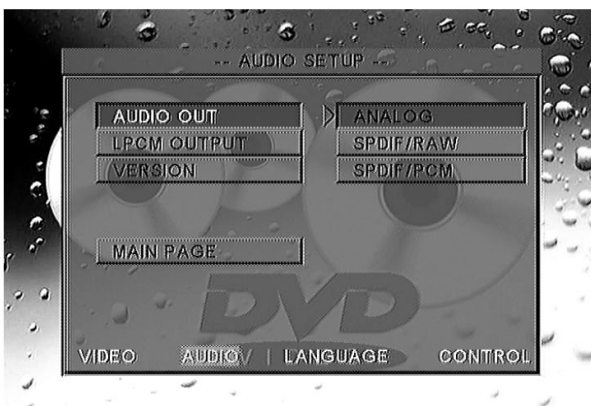 -- AUDIO SETUP --
AUDIO OUT
ANALOG
LPCM OUTPUT
SPDIF/RAW
VERSION
SPDIF/PCM
MAIN PAGE
DVD
VIDEO AUDIO LANGUAGE CONTROL